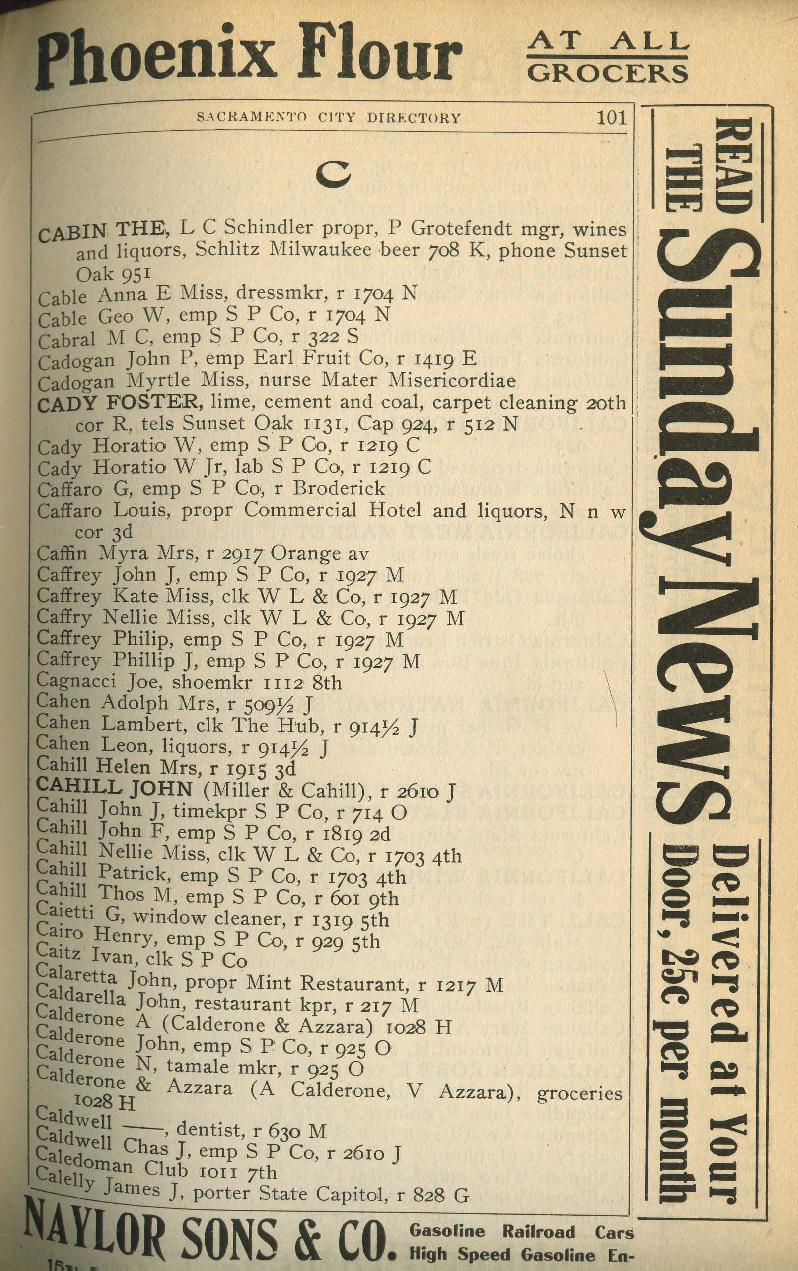 Phoenix Flour AT ALL
GROCERS
SACRAMENTO CITY DIRECTORY 101
C
CABIN THE, L C Schindler propr, P Grotefendt mgr, wines
and liquors, Schlitz Milwaukee beer 708 K, phone Sunset
Oak 951
Cable Anna E Miss, dressmkr, r 1704 N
Cable Geo W, emp S P Co, r 1704 N
Cabral M C, emp S P Co, r 322 S
Cadogan John P, emp Earl Fruit Co, r 1419 E
Cadogan Myrtle Miss, nurse Mater Misericordiae
CADY FOSTER, lime, cement and coal, carpet cleaning 20th
cor R, tels Sunset Oak 1131, Cap 924, r 512 N
Cady Horatio W, emp S P Co, r 1219 C
Cady Horatio W Jr, lab S P Co, r 1219 C
Caffaro G, emp S P Co, r Broderick
Caffaro Louis, propr Commercial Hotel and liquors, N n w
cor 3d
Caffin Myra Mrs, r 2917 Orange av
Caffrey John J, emp S P Co, r 1927 M
Caffrey Kate Miss, clk W L & Co, r 1927 M
Caffry Nellie Miss, clk W L & Co, r 1927 M
Caffrey Philip, emp S P Co, r 1927 M
Caffrey Phillip J, emp S P Co, r 1927 M
Cagnacci Joe, shoemkr 1112 8th
Cahen Adolph Mrs, r 509½ J
Cahen Lambert, clk The Hub, r 914½ J
Cahen Leon, liquors, r 914½ J
Cahill Helen Mrs, r 1915 3d
CAHILL JOHN (Miller & Cahill), r 2610 J
Cahill John J, timekpr S P Co, r 714 O
Cahill John F, emp S P Co, r 1819 2d
Cahill Nellie Miss, clk W L & Co, r 1703 4th
Cahill Patrick, emp S P Co, r 1703 4th
Cahill Thos M, emp S P Co, r 601 9th
Caietti G, window cleaner, r 1319 5th
Cairo Henry, emp S P Co, r 929 5th
Caitz Ivan, clk S P Co
Calaretta John, propr Mint Restaurant, r 1217 M
Caldarella John, restaurant kpr, r 217 M
Calderone A (Calderone & Azzara) 1028 H
Calderone John, emp S P Co, r 925 O
Calderone N, tamale mkr, r 925 O
Calderone & Azzara (A Calderone, V Azzara), groceries
1028 H
Caldwell ——, dentist, r 630 M
Caldwell Chas J, emp S P Co, r 2610 J
Caledoman Club 1011 7th
Calelly James J, porter State Capitol, r 828 G
READ
THE
Sunday News
Delivered at Your
Door, 25c per month
NAYLOR SONS & CO. Gasoline Railroad Cars
High Speed Gasoline En-